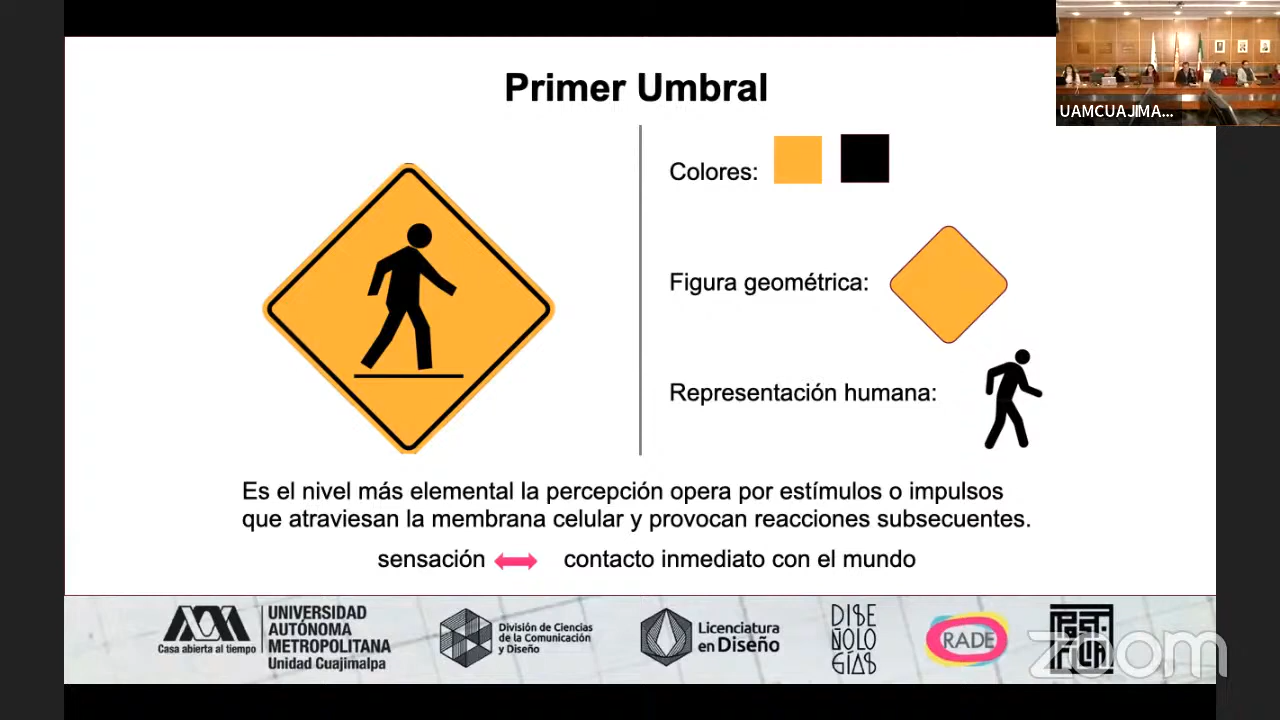 Primer Umbral
UAMCUAJIMA...
Colores:
Figura geométrica:
Representación humana:
Es el nivel más elemental la percepción opera por estímulos o impulsos
que atraviesan la membrana celular y provocan reacciones subsecuentes.
sensación
contacto inmediato con el mundo
Casa abierta al tiempo
UNIVERSIDAD
AUTÓNOMA
METROPOLITANA
Unidad Cuajimalpa
División de Ciencias
de la Comunicación
y Diseño
Licenciatura
en Diseño
DISE
ÑOLO
GÍAS
RADE
zoom